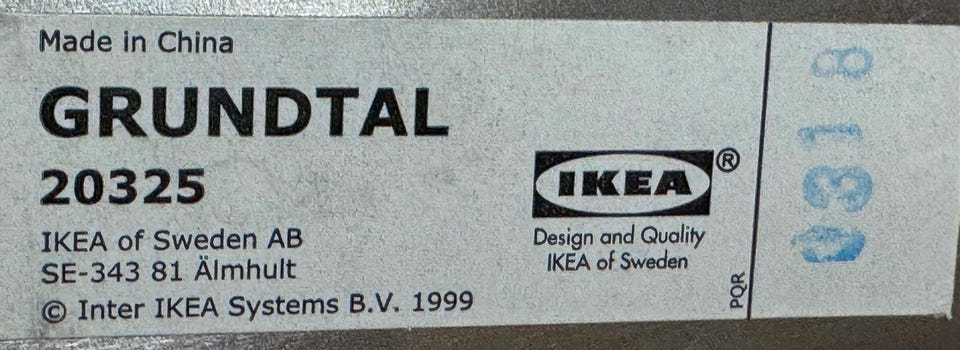 Made in China
GRUNDTAL
20325
IKEA of Sweden AB
SE-343 81 Älmhult
© Inter IKEA Systems B.V. 1999
IKEA®
Design and Quality
IKEA of Sweden
PQR
0318